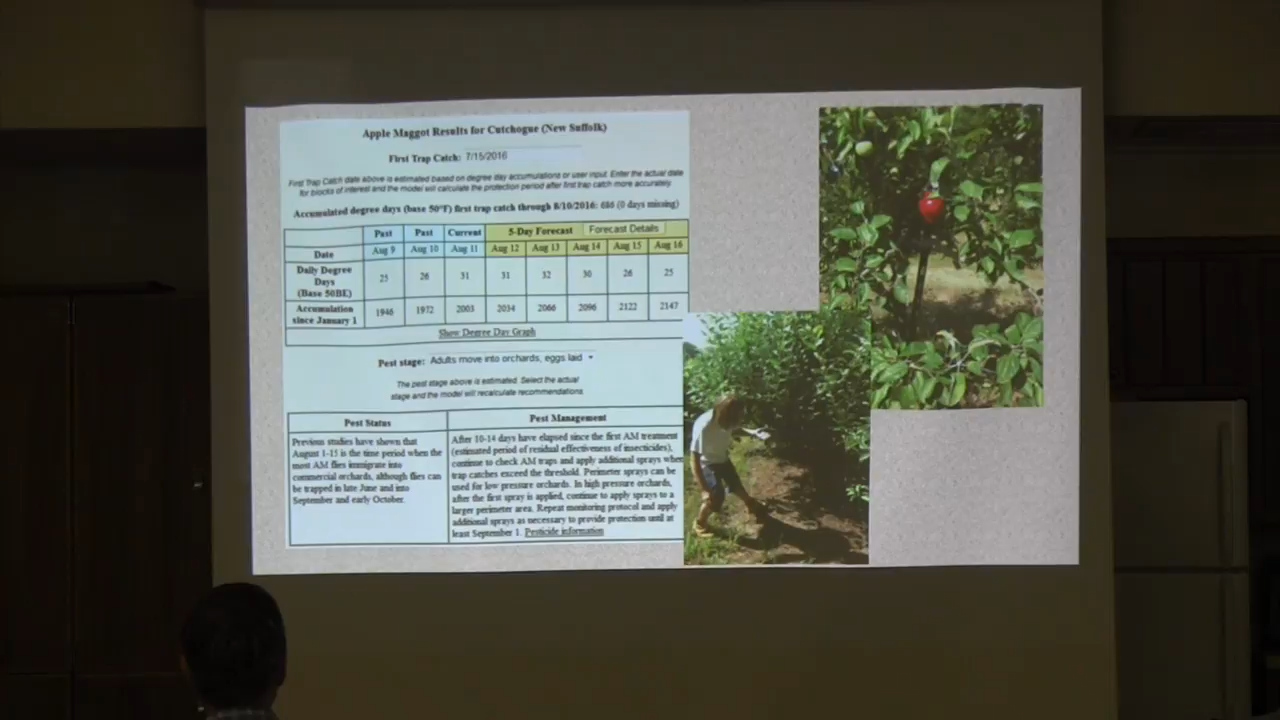 Apple Maggot Results for Cutchogue (New Suffolk)
First Trap Catch: 7/15/2016
First Trap Catch date above is estimated based on degree day accumulations or user input. Enter the actual date
for blocks of interest and the model will calculate the protection period after first trap catch more accurately.
Accumulated degree days (base 50°F) first trap catch through 8/10/2016: 686 (0 days missing)
Past Past Current 5-Day Forecast Forecast Details
Date Aug 9 Aug 10 Aug 11 Aug 12 Aug 13 Aug 14 Aug 15 Aug 16
Daily Degree
Days
(Base 50BE) 25 26 31 31 32 30 26 25
Accumulation
since January 1 1946 1972 2003 2034 2066 2096 2122 2147
Show Degree Day Graph
Pest stage: Adults move into orchards, eggs laid
The pest stage above is estimated. Select the actual
stage and the model will recalculate recommendations.
Pest Status
Previous studies have shown that
August 1-15 is the time period when the
most AM flies immigrate into
commercial orchards, although flies can
be trapped in late June and into
September and early October.
Pest Management
After 10-14 days have elapsed since the first AM treatment
(estimated period of residual effectiveness of insecticides),
continue to check AM traps and apply additional sprays when
trap catches exceed the threshold. Perimeter sprays can be
used for low pressure orchards. In high pressure orchards,
after the first spray is applied, continue to apply sprays to a
larger perimeter area. Repeat monitoring protocol and apply
additional sprays as necessary to provide protection until at
least September 1. Pesticide information